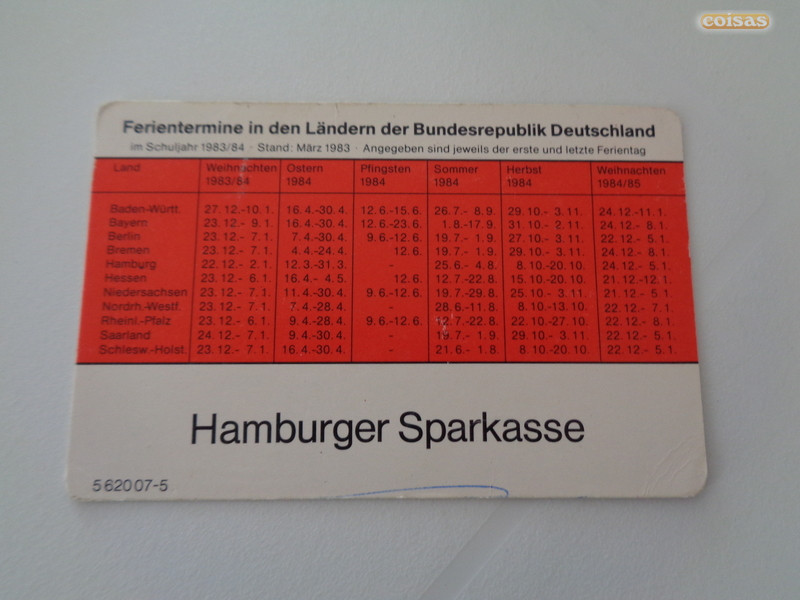 coisas
Ferientermine in den Ländern der Bundesrepublik Deutschland
im Schuljahr 1983/84 · Stand: März 1983 · Angegeben sind jeweils der erste und letzte Ferientag
Land Weihnachten Ostern Pfingsten Sommer Herbst Weihnachten
1983/84 1984 1984 1984 1984 1984/85
Baden-Württ. 27.12.-10.1. 16.4.-30.4. 12.6.-15.6. 26.7.- 8.9. 29.10.- 3.11. 24.12.-11.1.
Bayern 23.12.- 9.1. 16.4.-30.4. 12.6.-23.6. 1.8.-17.9. 31.10.- 2.11. 24.12.- 8.1.
Berlin 23.12.- 7.1. 7.4.-30.4. 9.6.-12.6. 19.7.- 1.9. 27.10.- 3.11. 22.12.- 5.1.
Bremen 23.12.- 7.1. 4.4.-24.4. 12.6. 19.7.- 1.9. 29.10.- 3.11. 24.12.- 8.1.
Hamburg 22.12.- 2.1. 12.3.-31.3. - 25.6.- 4.8. 8.10.-20.10. 24.12.- 5.1.
Hessen 23.12.- 6.1. 16.4.- 4.5. 12.6. 12.7.-22.8. 15.10.-20.10. 21.12.-12.1.
Niedersachsen 23.12.- 7.1. 11.4.-30.4. 9.6.-12.6. 19.7.-29.8. 25.10.- 3.11. 21.12.- 5.1.
Nordrh.-Westf. 23.12.- 7.1. 7.4.-28.4. - 28.6.-11.8. 8.10.-13.10. 22.12.- 5.1.
Rheinl.-Pfalz 23.12.- 6.1. 9.4.-28.4. 9.6.-12.6. 12.7.-22.8. 22.10.-27.10. 22.12.- 8.1.
Saarland 24.12.- 7.1. 9.4.-30.4. - 19.7.- 1.9. 29.10.- 3.11. 22.12.- 8.1.
Schlesw.-Holst. 23.12.- 7.1. 16.4.-30.4. - 21.6.- 1.8. 8.10.-20.10. 22.12.- 5.1.
Hamburger Sparkasse
5 620 07-5